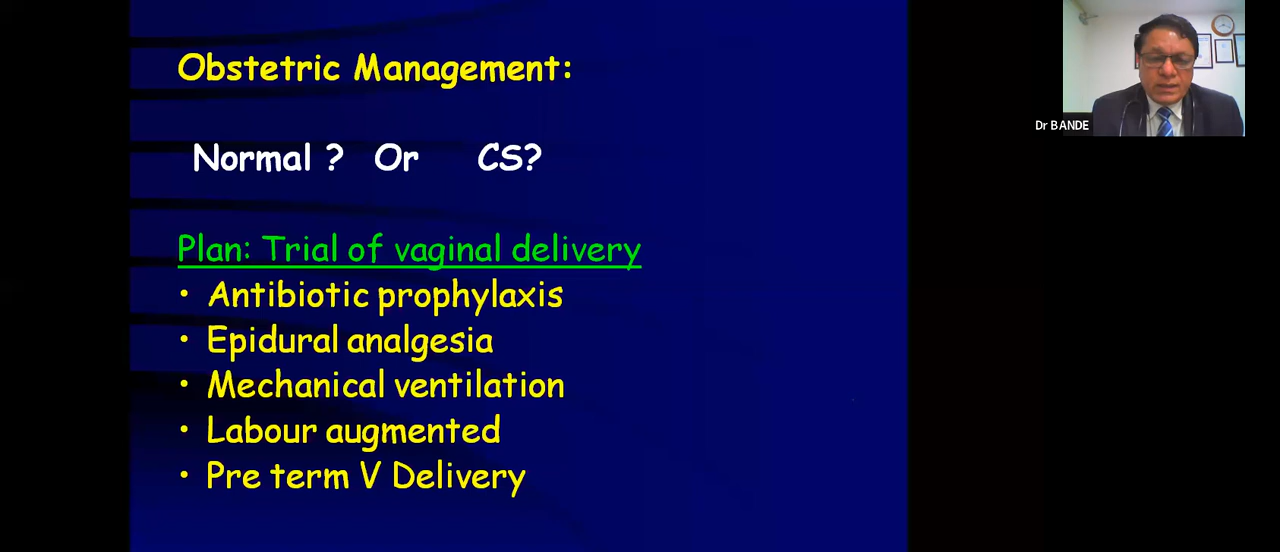 Obstetric Management:
Normal ? Or CS?
Plan: Trial of vaginal delivery
• Antibiotic prophylaxis
• Epidural analgesia
• Mechanical ventilation
• Labour augmented
• Pre term V Delivery
Dr BANDE